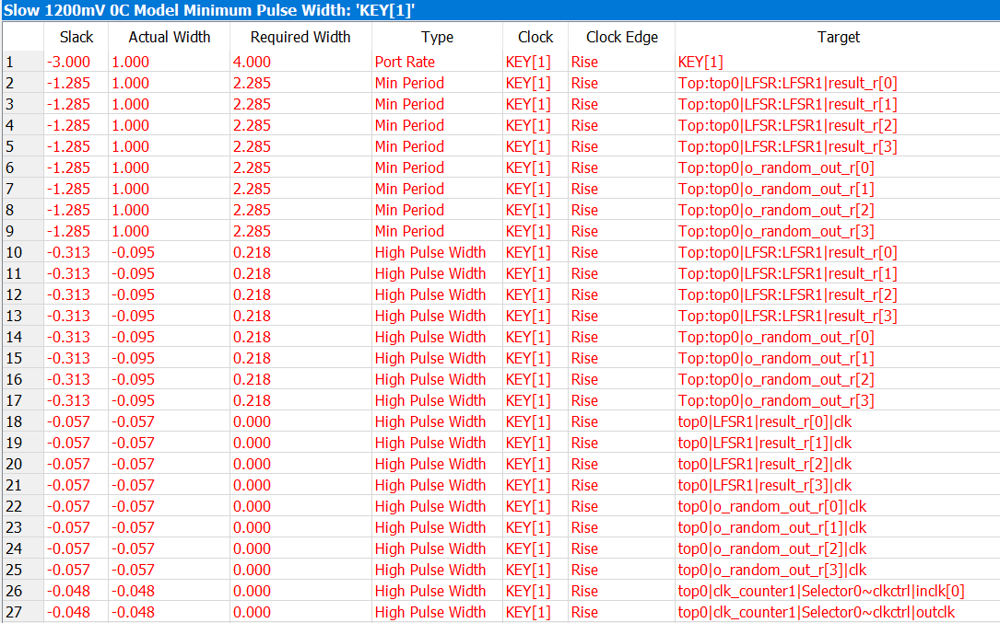 Slow 1200mV 0C Model Minimum Pulse Width: 'KEY[1]'
Slack Actual Width Required Width Type Clock Clock Edge Target
1 -3.000 1.000 4.000 Port Rate KEY[1] Rise KEY[1]
2 -1.285 1.000 2.285 Min Period KEY[1] Rise Top:top0|LFSR:LFSR1|result_r[0]
3 -1.285 1.000 2.285 Min Period KEY[1] Rise Top:top0|LFSR:LFSR1|result_r[1]
4 -1.285 1.000 2.285 Min Period KEY[1] Rise Top:top0|LFSR:LFSR1|result_r[2]
5 -1.285 1.000 2.285 Min Period KEY[1] Rise Top:top0|LFSR:LFSR1|result_r[3]
6 -1.285 1.000 2.285 Min Period KEY[1] Rise Top:top0|o_random_out_r[0]
7 -1.285 1.000 2.285 Min Period KEY[1] Rise Top:top0|o_random_out_r[1]
8 -1.285 1.000 2.285 Min Period KEY[1] Rise Top:top0|o_random_out_r[2]
9 -1.285 1.000 2.285 Min Period KEY[1] Rise Top:top0|o_random_out_r[3]
10 -0.313 -0.095 0.218 High Pulse Width KEY[1] Rise Top:top0|LFSR:LFSR1|result_r[0]
11 -0.313 -0.095 0.218 High Pulse Width KEY[1] Rise Top:top0|LFSR:LFSR1|result_r[1]
12 -0.313 -0.095 0.218 High Pulse Width KEY[1] Rise Top:top0|LFSR:LFSR1|result_r[2]
13 -0.313 -0.095 0.218 High Pulse Width KEY[1] Rise Top:top0|LFSR:LFSR1|result_r[3]
14 -0.313 -0.095 0.218 High Pulse Width KEY[1] Rise Top:top0|o_random_out_r[0]
15 -0.313 -0.095 0.218 High Pulse Width KEY[1] Rise Top:top0|o_random_out_r[1]
16 -0.313 -0.095 0.218 High Pulse Width KEY[1] Rise Top:top0|o_random_out_r[2]
17 -0.313 -0.095 0.218 High Pulse Width KEY[1] Rise Top:top0|o_random_out_r[3]
18 -0.057 -0.057 0.000 High Pulse Width KEY[1] Rise top0|LFSR1|result_r[0]|clk
19 -0.057 -0.057 0.000 High Pulse Width KEY[1] Rise top0|LFSR1|result_r[1]|clk
20 -0.057 -0.057 0.000 High Pulse Width KEY[1] Rise top0|LFSR1|result_r[2]|clk
21 -0.057 -0.057 0.000 High Pulse Width KEY[1] Rise top0|LFSR1|result_r[3]|clk
22 -0.057 -0.057 0.000 High Pulse Width KEY[1] Rise top0|o_random_out_r[0]|clk
23 -0.057 -0.057 0.000 High Pulse Width KEY[1] Rise top0|o_random_out_r[1]|clk
24 -0.057 -0.057 0.000 High Pulse Width KEY[1] Rise top0|o_random_out_r[2]|clk
25 -0.057 -0.057 0.000 High Pulse Width KEY[1] Rise top0|o_random_out_r[3]|clk
26 -0.048 -0.048 0.000 High Pulse Width KEY[1] Rise top0|clk_counter1|Selector0~clkctrl|inclk[0]
27 -0.048 -0.048 0.000 High Pulse Width KEY[1] Rise top0|clk_counter1|Selector0~clkctrl|outclk